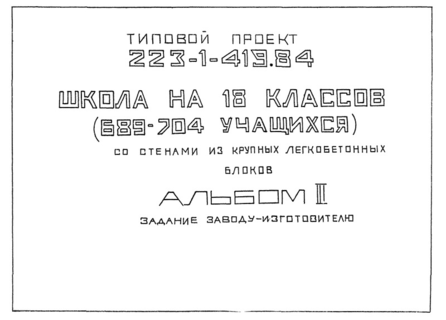 ТИПОВОЙ ПРОЕКТ
223-1-419.84
ШКОЛА НА 18 КЛАССОВ
(689-704 УЧАЩИХСЯ)
СО СТЕНАМИ ИЗ КРУПНЫХ ЛЕГКОБЕТОННЫХ
БЛОКОВ
АЛЬБОМ II
ЗАДАНИЕ ЗАВОДУ-ИЗГОТОВИТЕЛЮ